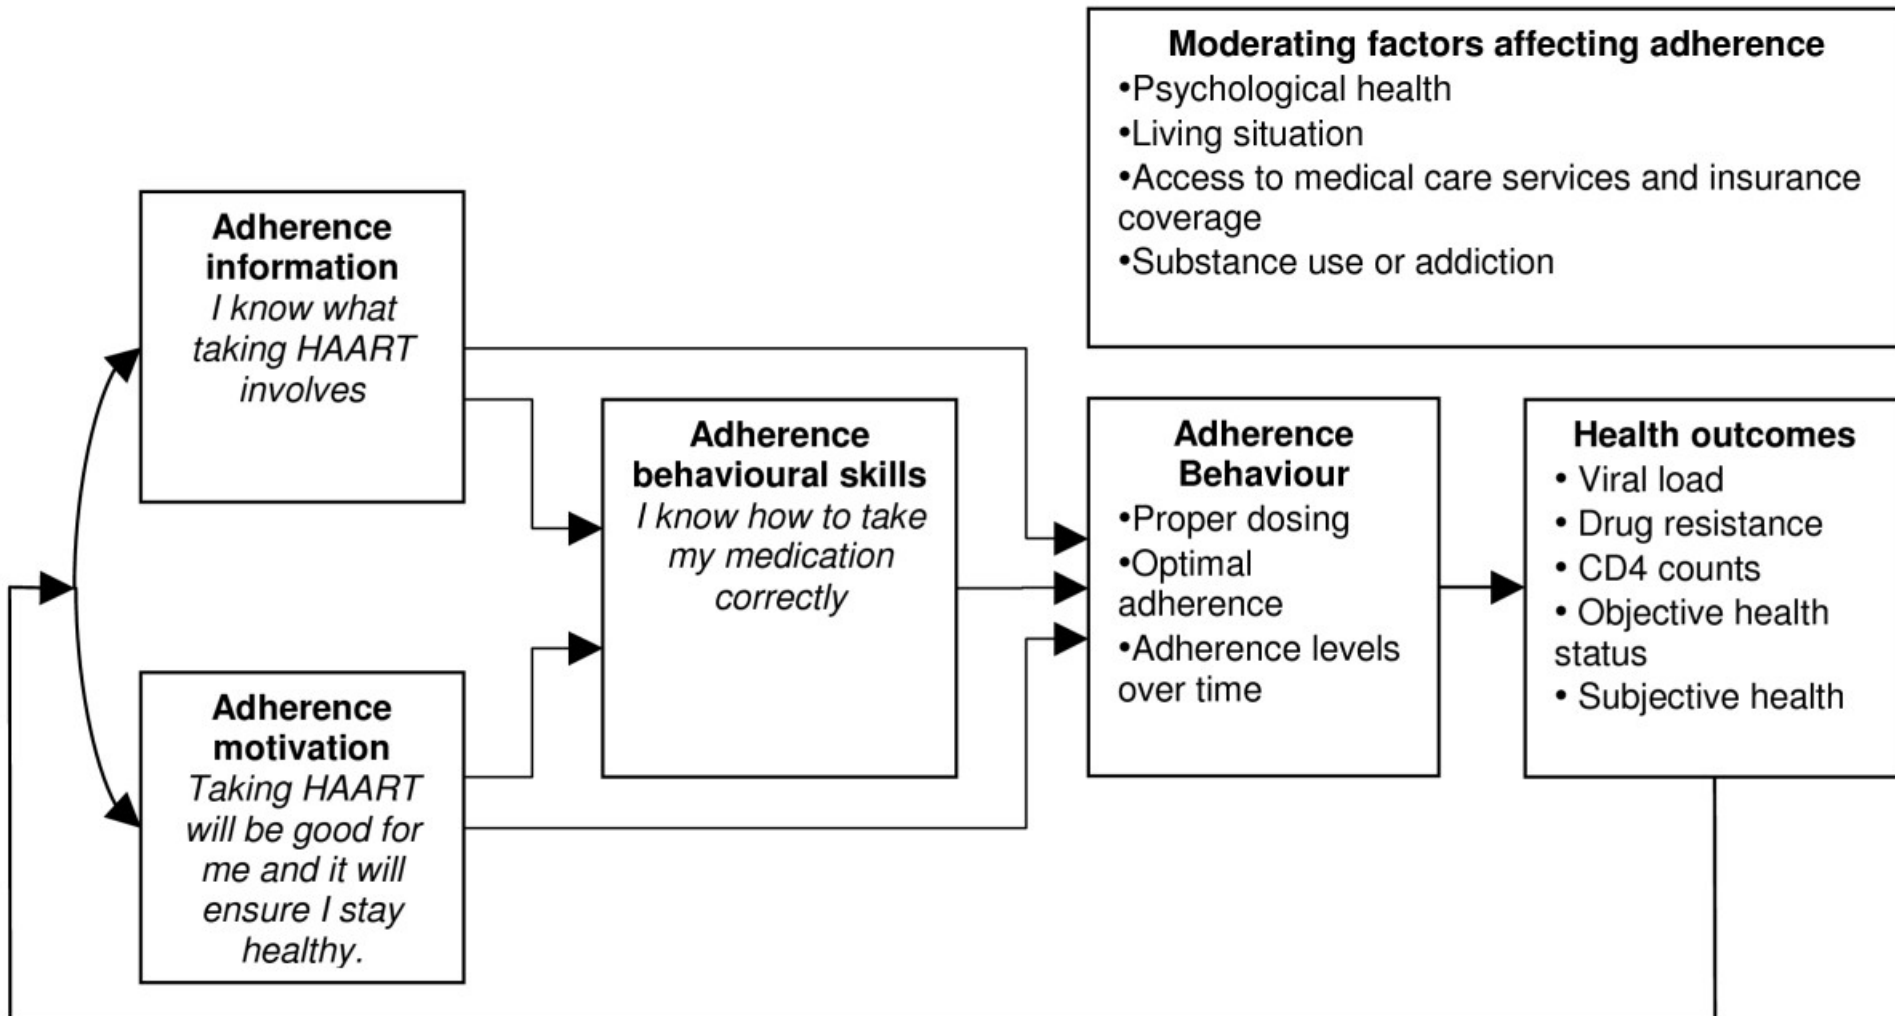 Moderating factors affecting adherence
•Psychological health
•Living situation
•Access to medical care services and insurance
coverage
•Substance use or addiction
Adherence
information
I know what
taking HAART
involves
Adherence
motivation
Taking HAART
will be good for
me and it will
ensure I stay
healthy.
Adherence
behavioural skills
I know how to take
my medication
correctly
Adherence
Behaviour
•Proper dosing
•Optimal
adherence
•Adherence levels
over time
Health outcomes
• Viral load
• Drug resistance
• CD4 counts
• Objective health
status
• Subjective health